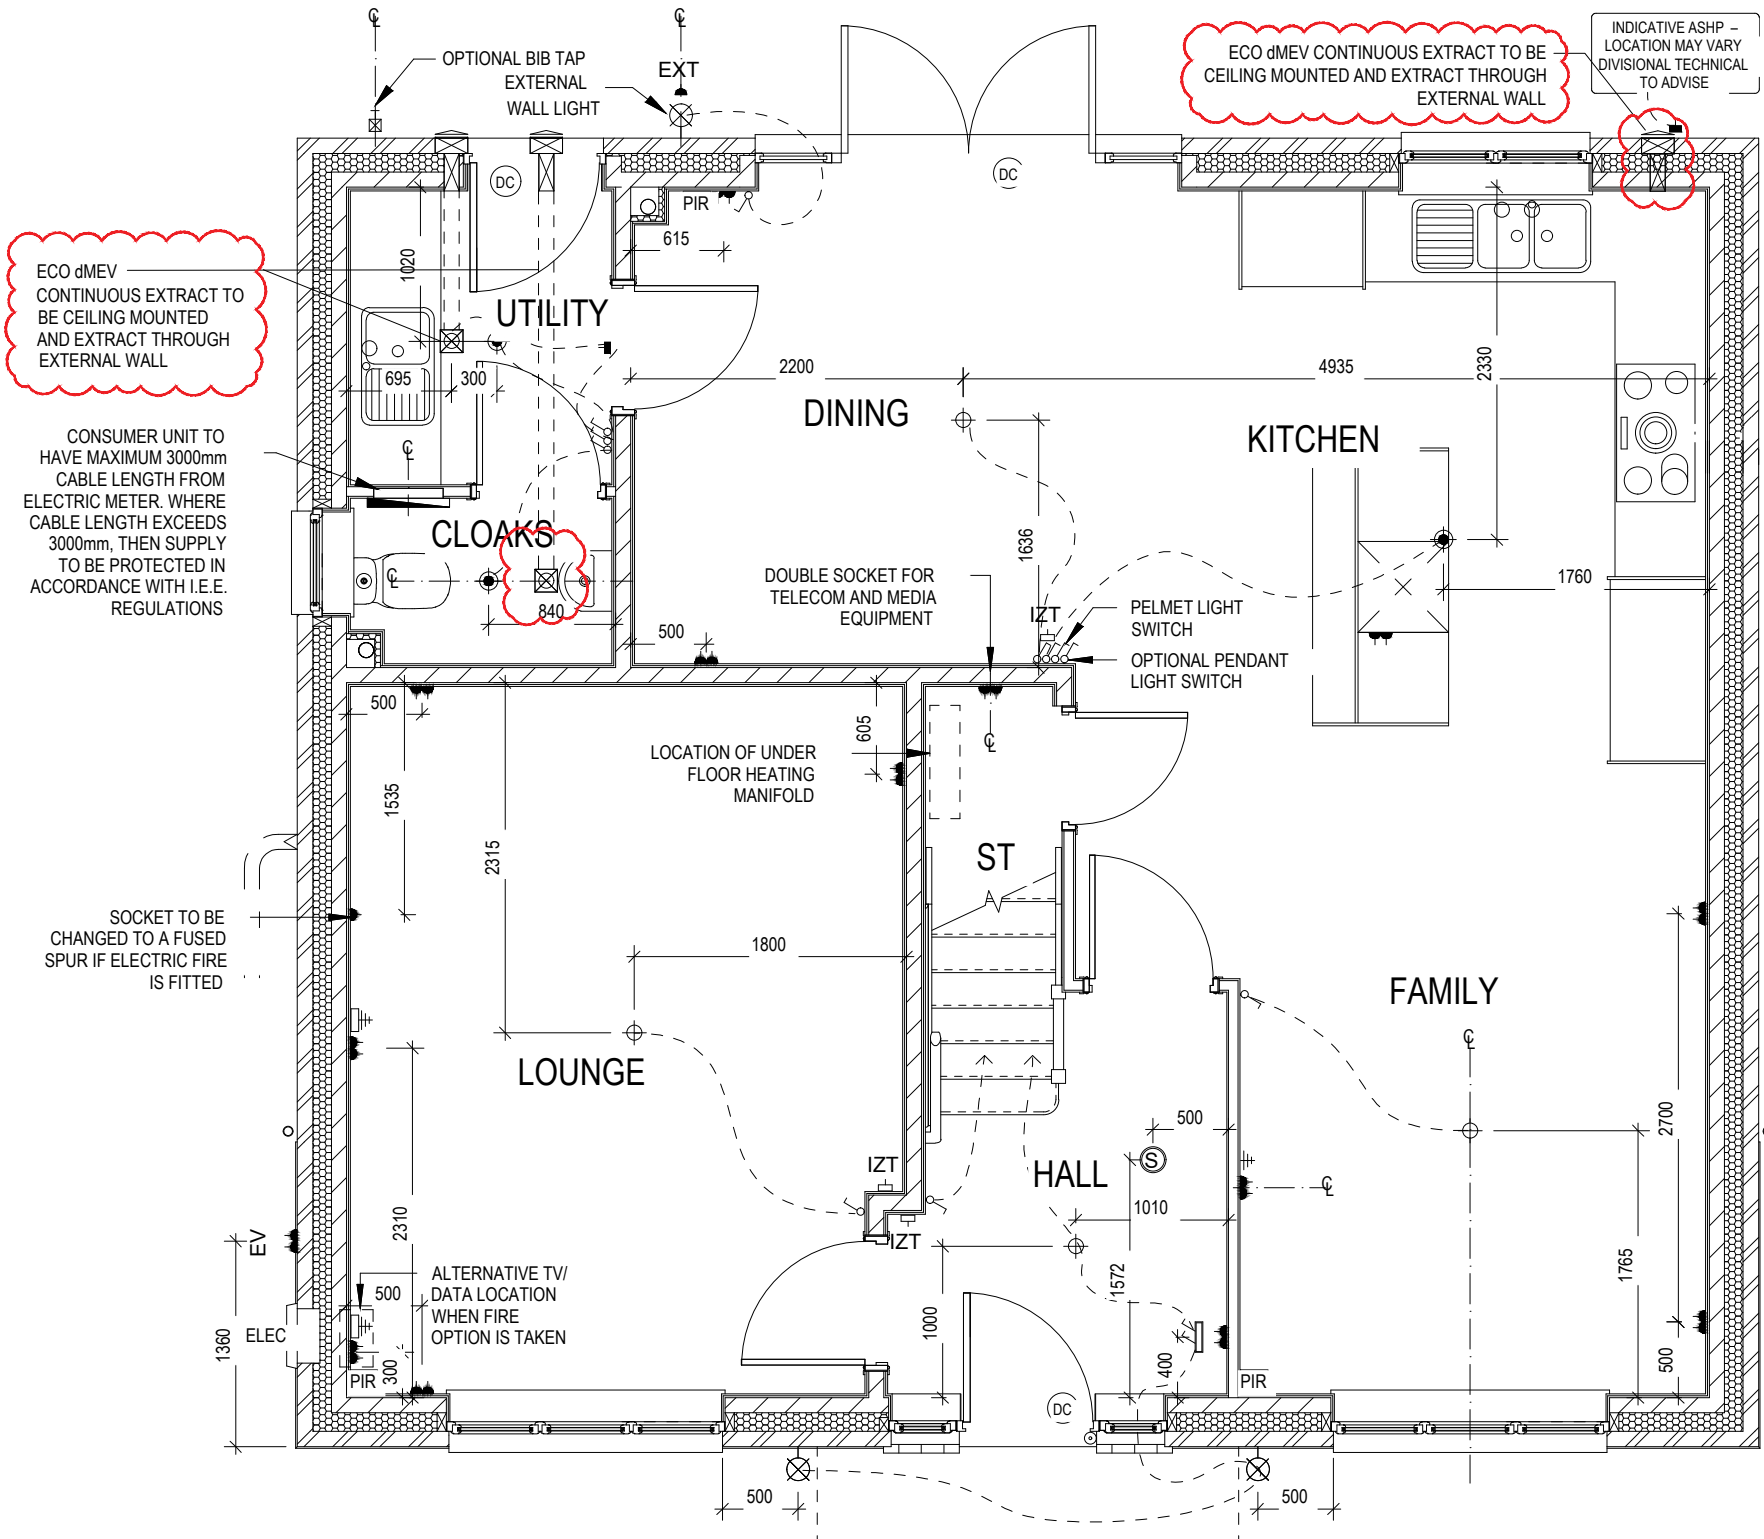 ℄
℄
OPTIONAL BIB TAP
EXTERNAL
WALL LIGHT
EXT
ECO dMEV CONTINUOUS EXTRACT TO BE
CEILING MOUNTED AND EXTRACT THROUGH
EXTERNAL WALL
INDICATIVE ASHP –
LOCATION MAY VARY
DIVISIONAL TECHNICAL
TO ADVISE
DC
DC
PIR
615
1020
ECO dMEV
CONTINUOUS EXTRACT TO
BE CEILING MOUNTED
AND EXTRACT THROUGH
EXTERNAL WALL
UTILITY
695
300
2200
4935
2330
DINING
KITCHEN
CONSUMER UNIT TO
HAVE MAXIMUM 3000mm
CABLE LENGTH FROM
ELECTRIC METER. WHERE
CABLE LENGTH EXCEEDS
3000mm, THEN SUPPLY
TO BE PROTECTED IN
ACCORDANCE WITH I.E.E.
REGULATIONS
℄
CLOAKS
℄
840
1636
1760
DOUBLE SOCKET FOR
TELECOM AND MEDIA
EQUIPMENT
IZT
PELMET LIGHT
SWITCH
OPTIONAL PENDANT
LIGHT SWITCH
500
500
605
℄
LOCATION OF UNDER
FLOOR HEATING
MANIFOLD
1535
2315
ST
SOCKET TO BE
CHANGED TO A FUSED
SPUR IF ELECTRIC FIRE
IS FITTED
1800
FAMILY
℄
LOUNGE
500
2700
S
HALL
IZT
℄
1010
2310
EV
IZT
1572
1765
ALTERNATIVE TV/
DATA LOCATION
WHEN FIRE
OPTION IS TAKEN
500
1360
ELEC
1000
300
400
500
PIR
PIR
DC
500
500